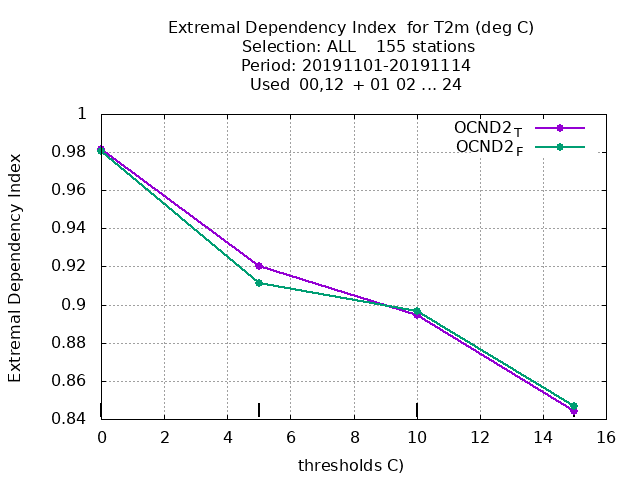 Extremal Dependency Index  for T2m (deg C)
Selection: ALL    155 stations
Period: 20191101-20191114
Used  00,12  + 01 02 ... 24
OCND2T
OCND2F
1
0.98
0.96
0.94
0.92
0.9
0.88
0.86
0.84
Extremal Dependency Index
0 2 4 6 8 10 12 14 16
thresholds C)